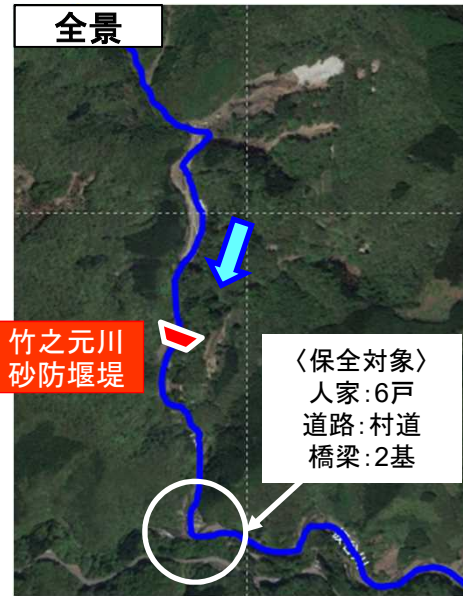 全景
竹之元川
砂防堰堤
〈保全対象〉
人家:6戸
道路:村道
橋梁:2基